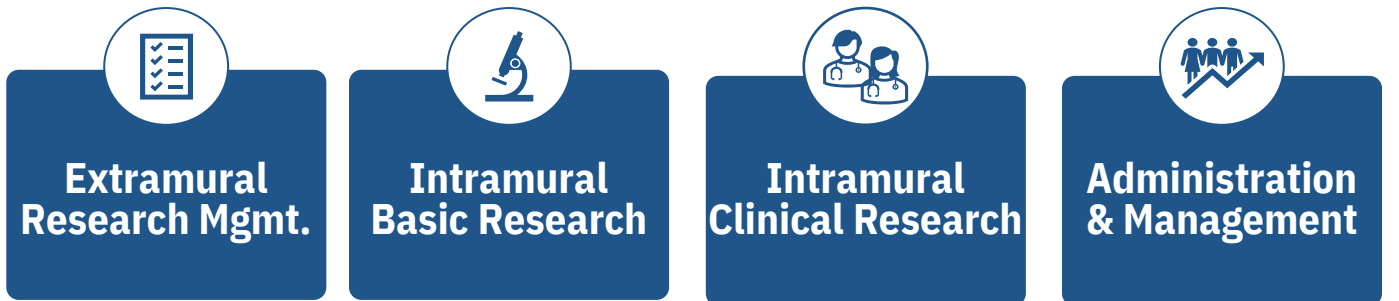 Extramural
Research Mgmt.
Intramural
Basic Research
Intramural
Clinical Research
Administration
& Management